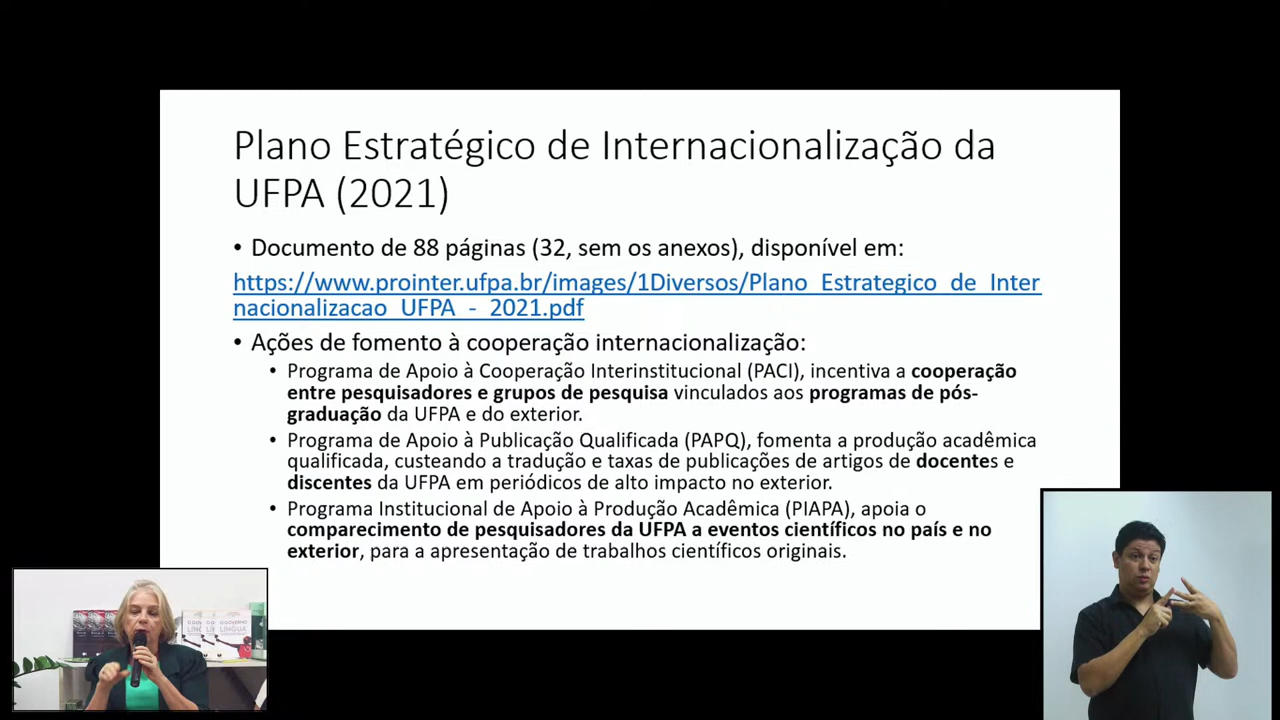 Plano Estratégico de Internacionalização da
UFPA (2021)
• Documento de 88 páginas (32, sem os anexos), disponível em:
https://www.prointer.ufpa.br/images/1Diversos/Plano_Estrategico_de_Inter
nacionalizacao_UFPA_-_2021.pdf
• Ações de fomento à cooperação internacionalização:
• Programa de Apoio à Cooperação Interinstitucional (PACI), incentiva a cooperação
entre pesquisadores e grupos de pesquisa vinculados aos programas de pós-
graduação da UFPA e do exterior.
• Programa de Apoio à Publicação Qualificada (PAPQ), fomenta a produção acadêmica
qualificada, custeando a tradução e taxas de publicações de artigos de docentes e
discentes da UFPA em periódicos de alto impacto no exterior.
• Programa Institucional de Apoio à Produção Acadêmica (PIAPA), apoia o
comparecimento de pesquisadores da UFPA a eventos científicos no país e no
exterior, para a apresentação de trabalhos científicos originais.
O GOVERNO
LÍNGUA